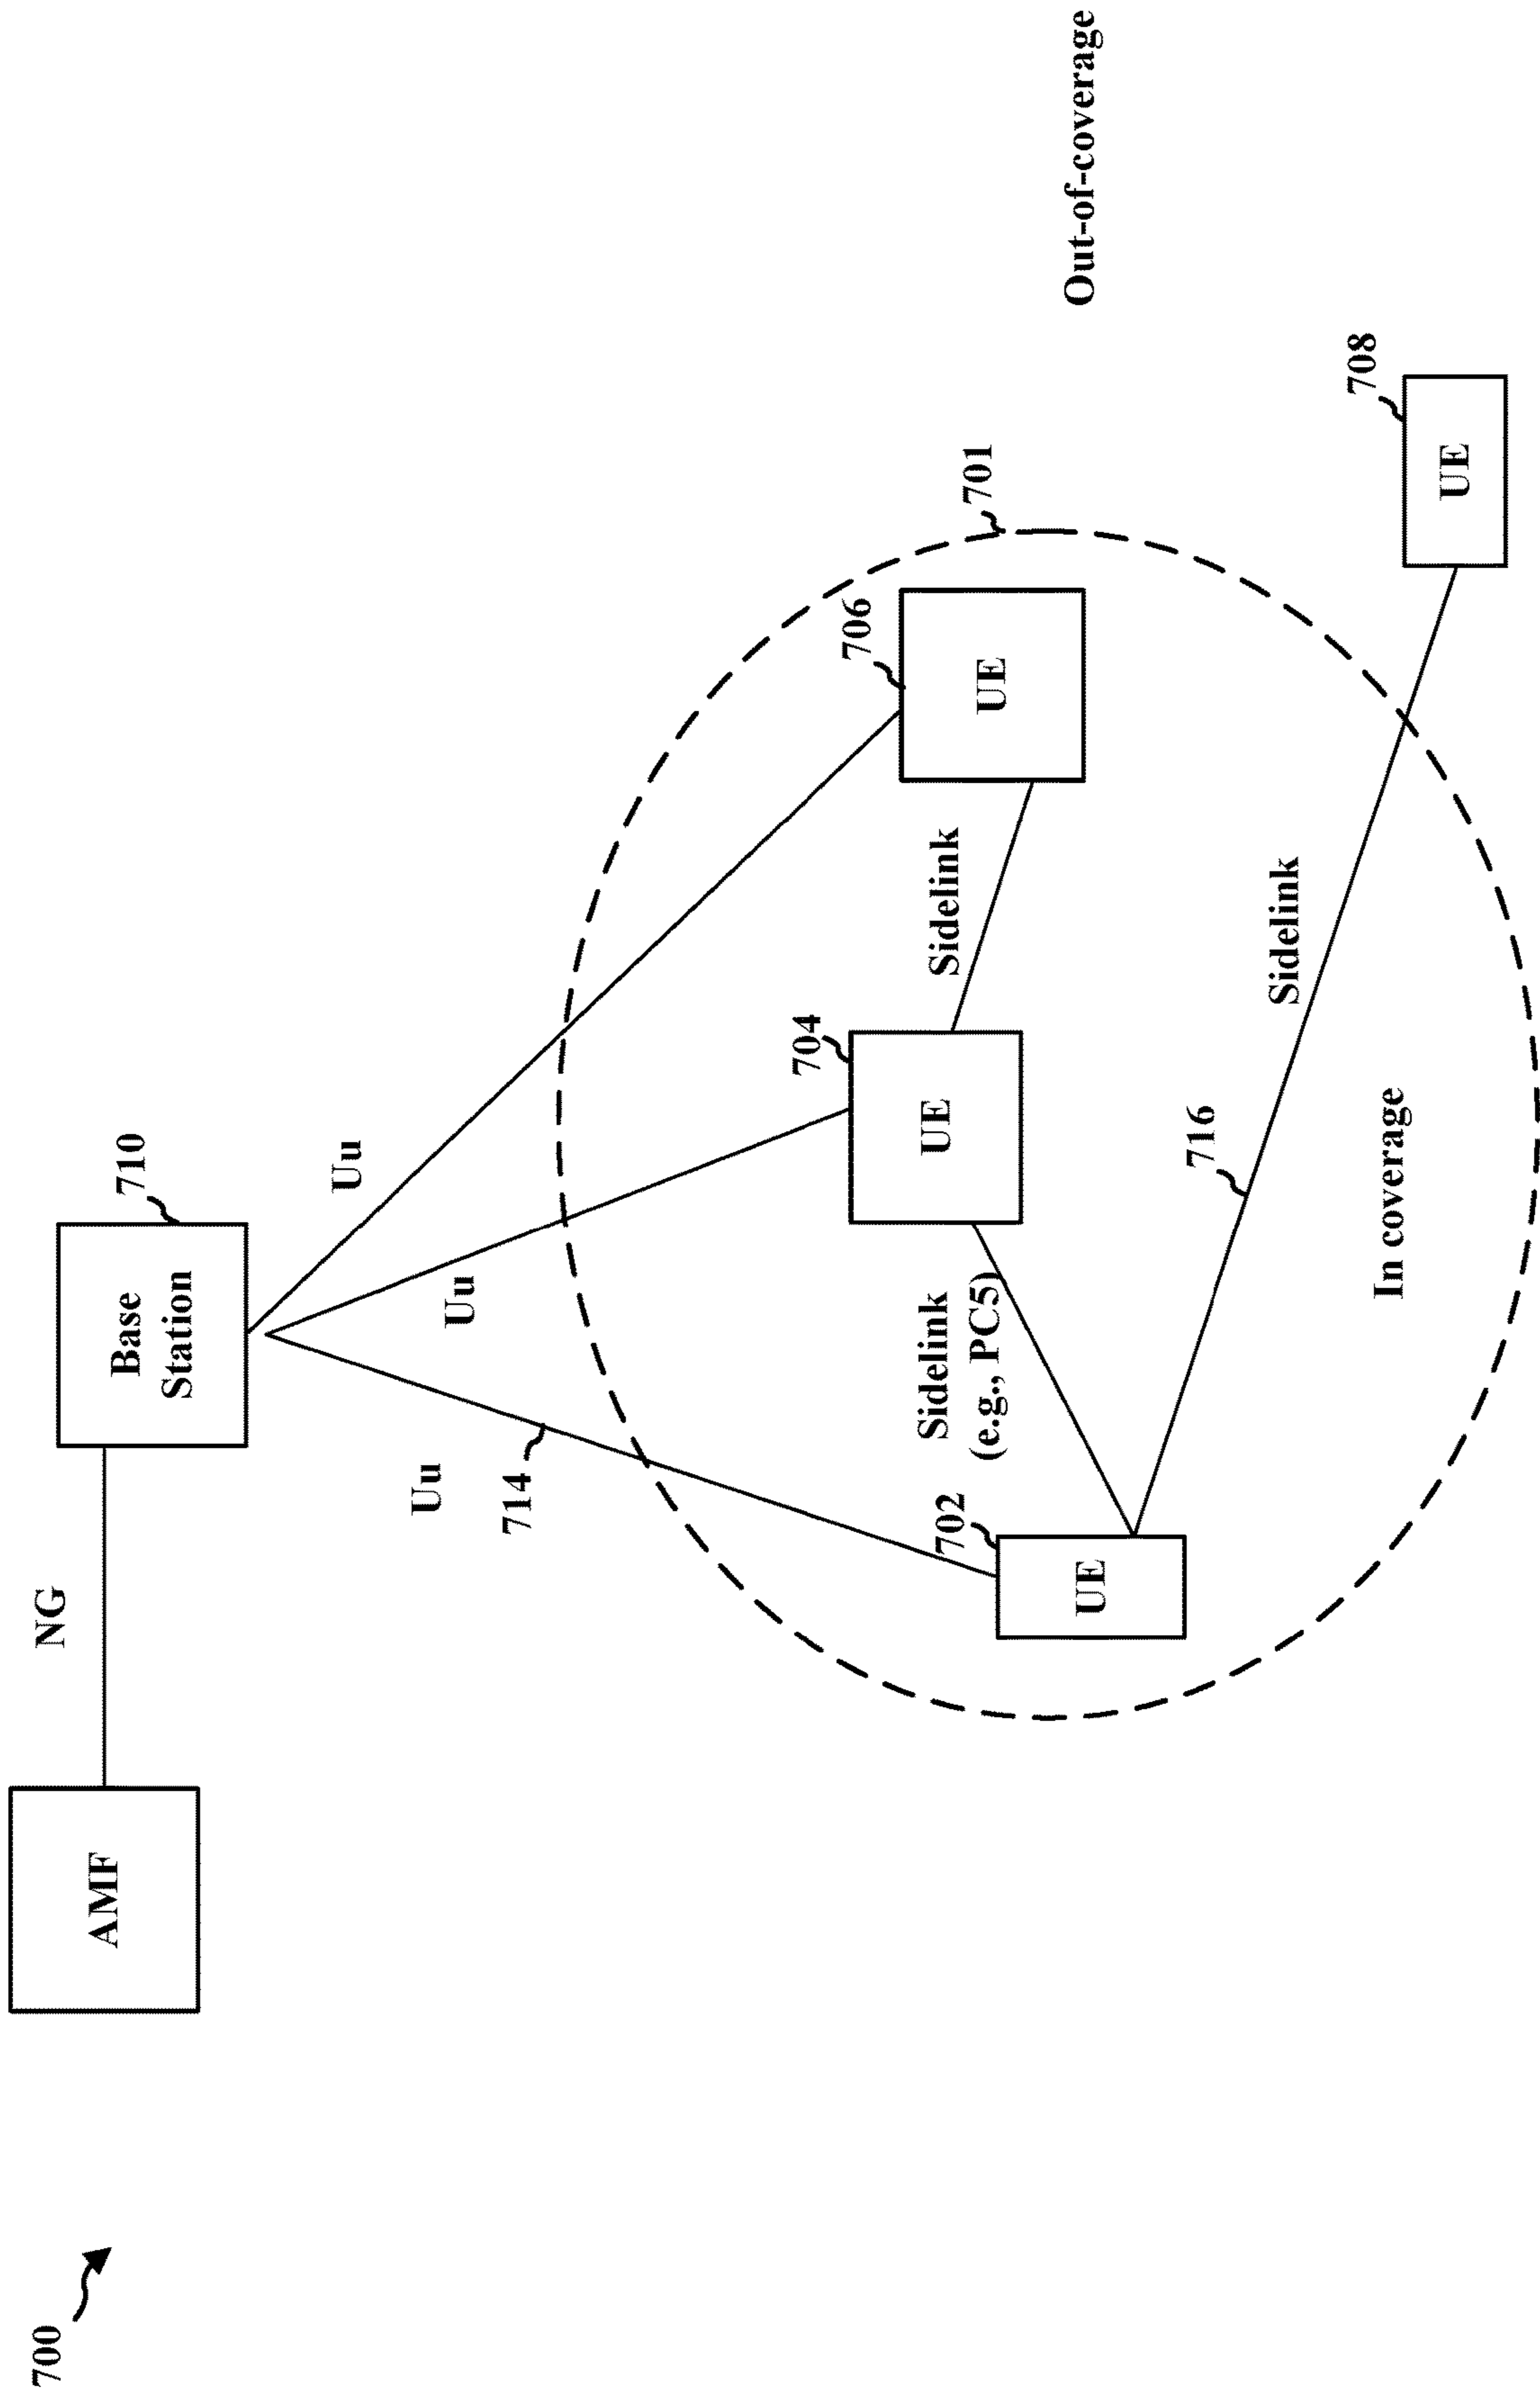 700
AMF
NG
Base
Station
710
Uu
714
Uu
Uu
701
702
UE
Sidelink
(e.g., PC5)
704
UE
Sidelink
706
UE
Out-of-coverage
716
Sidelink
708
UE
In coverage